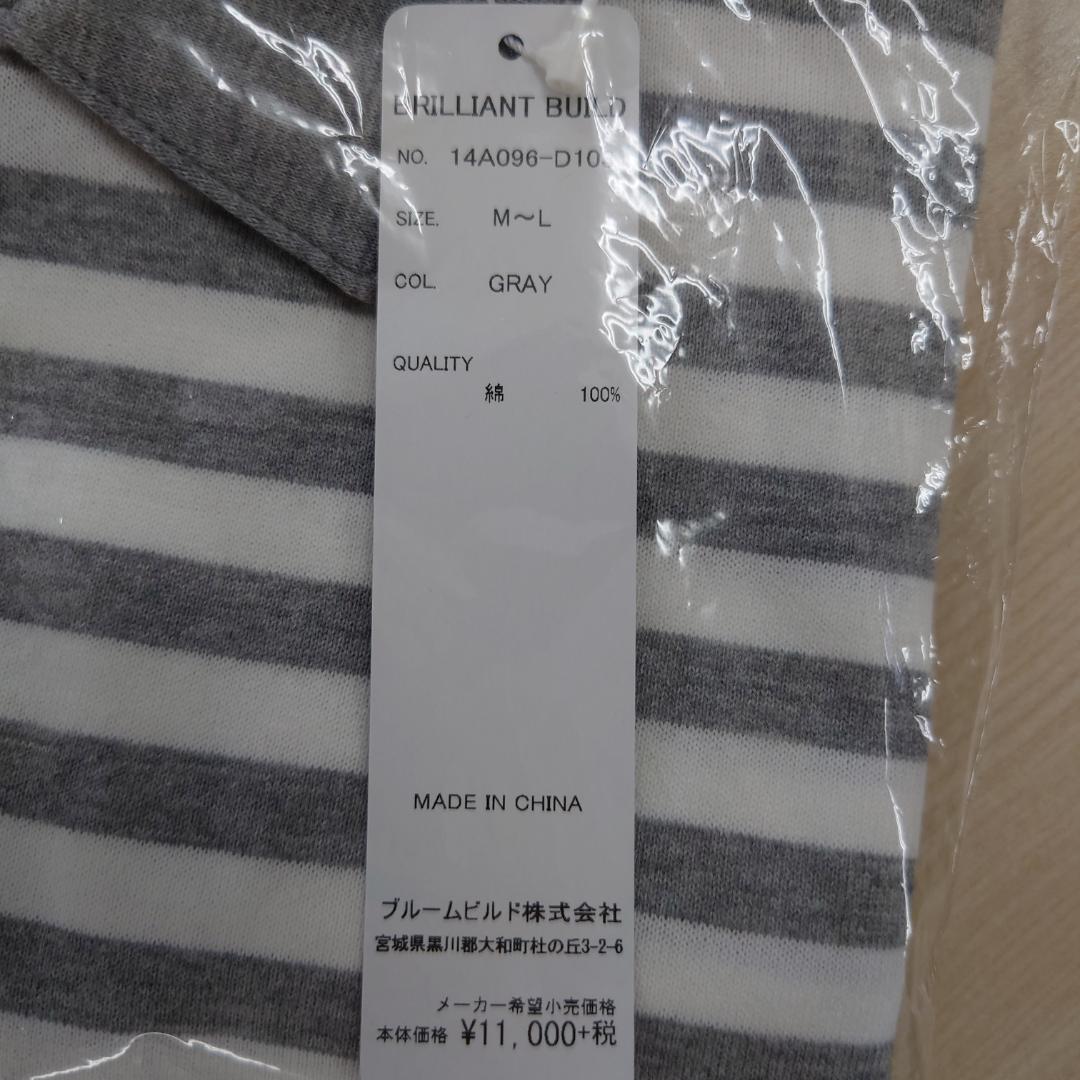 BRILLIANT BUILD
NO. 14A096-D10
SIZE. M～L
COL. GRAY
QUALITY
綿 100%
MADE IN CHINA
ブルームビルド株式会社
宮城県黒川郡大和町杜の丘3-2-6
メーカー希望小売価格
本体価格 ¥11,000+税